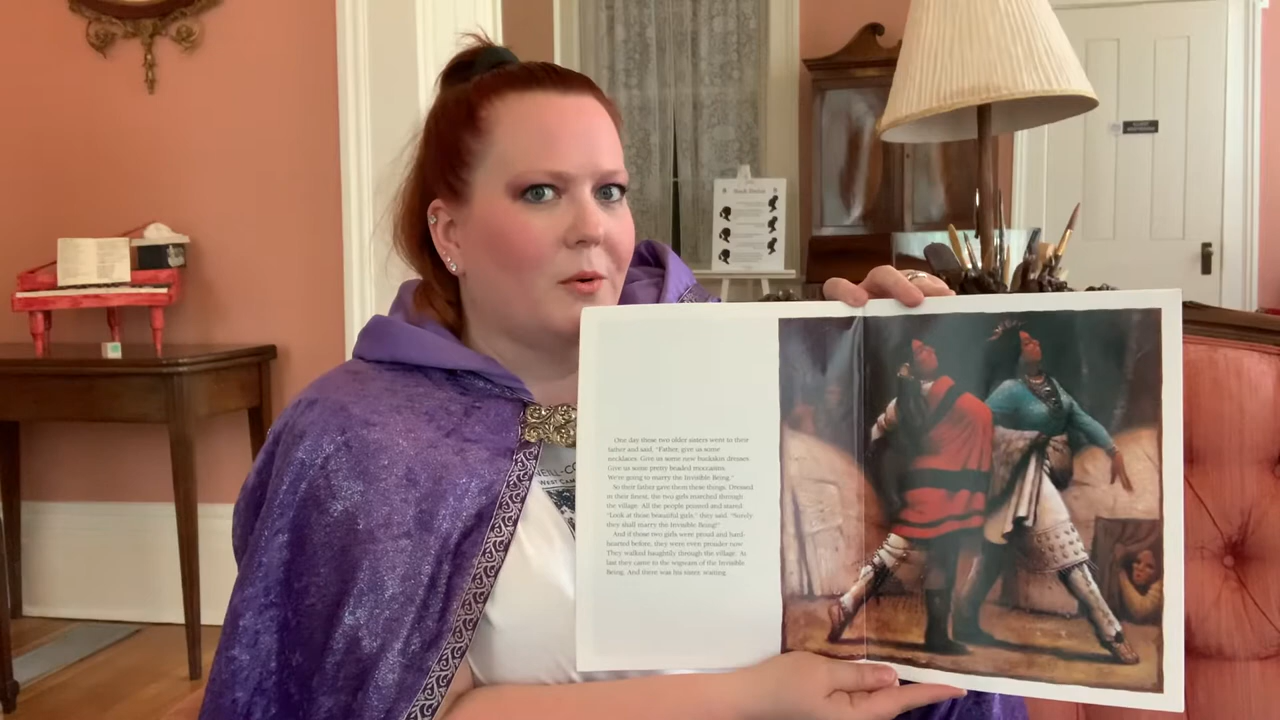 One day these two older sisters went to their
father and said, "Father, give us some
necklaces. Give us some new buckskin dresses.
Give us some pretty beaded moccasins.
We're going to marry the Invisible Being."
So their father gave them these things. Dressed
in their finest, the two girls marched through
the village. All the people pointed and stared.
"Look at those beautiful girls," they said. "Surely
they shall marry the Invisible Being!"
And if those two girls were proud and hard-
hearted before, they were even prouder now.
They walked haughtily through the village. At
last they came to the wigwam of the Invisible
Being. And there was his sister, waiting.
WEST CAM